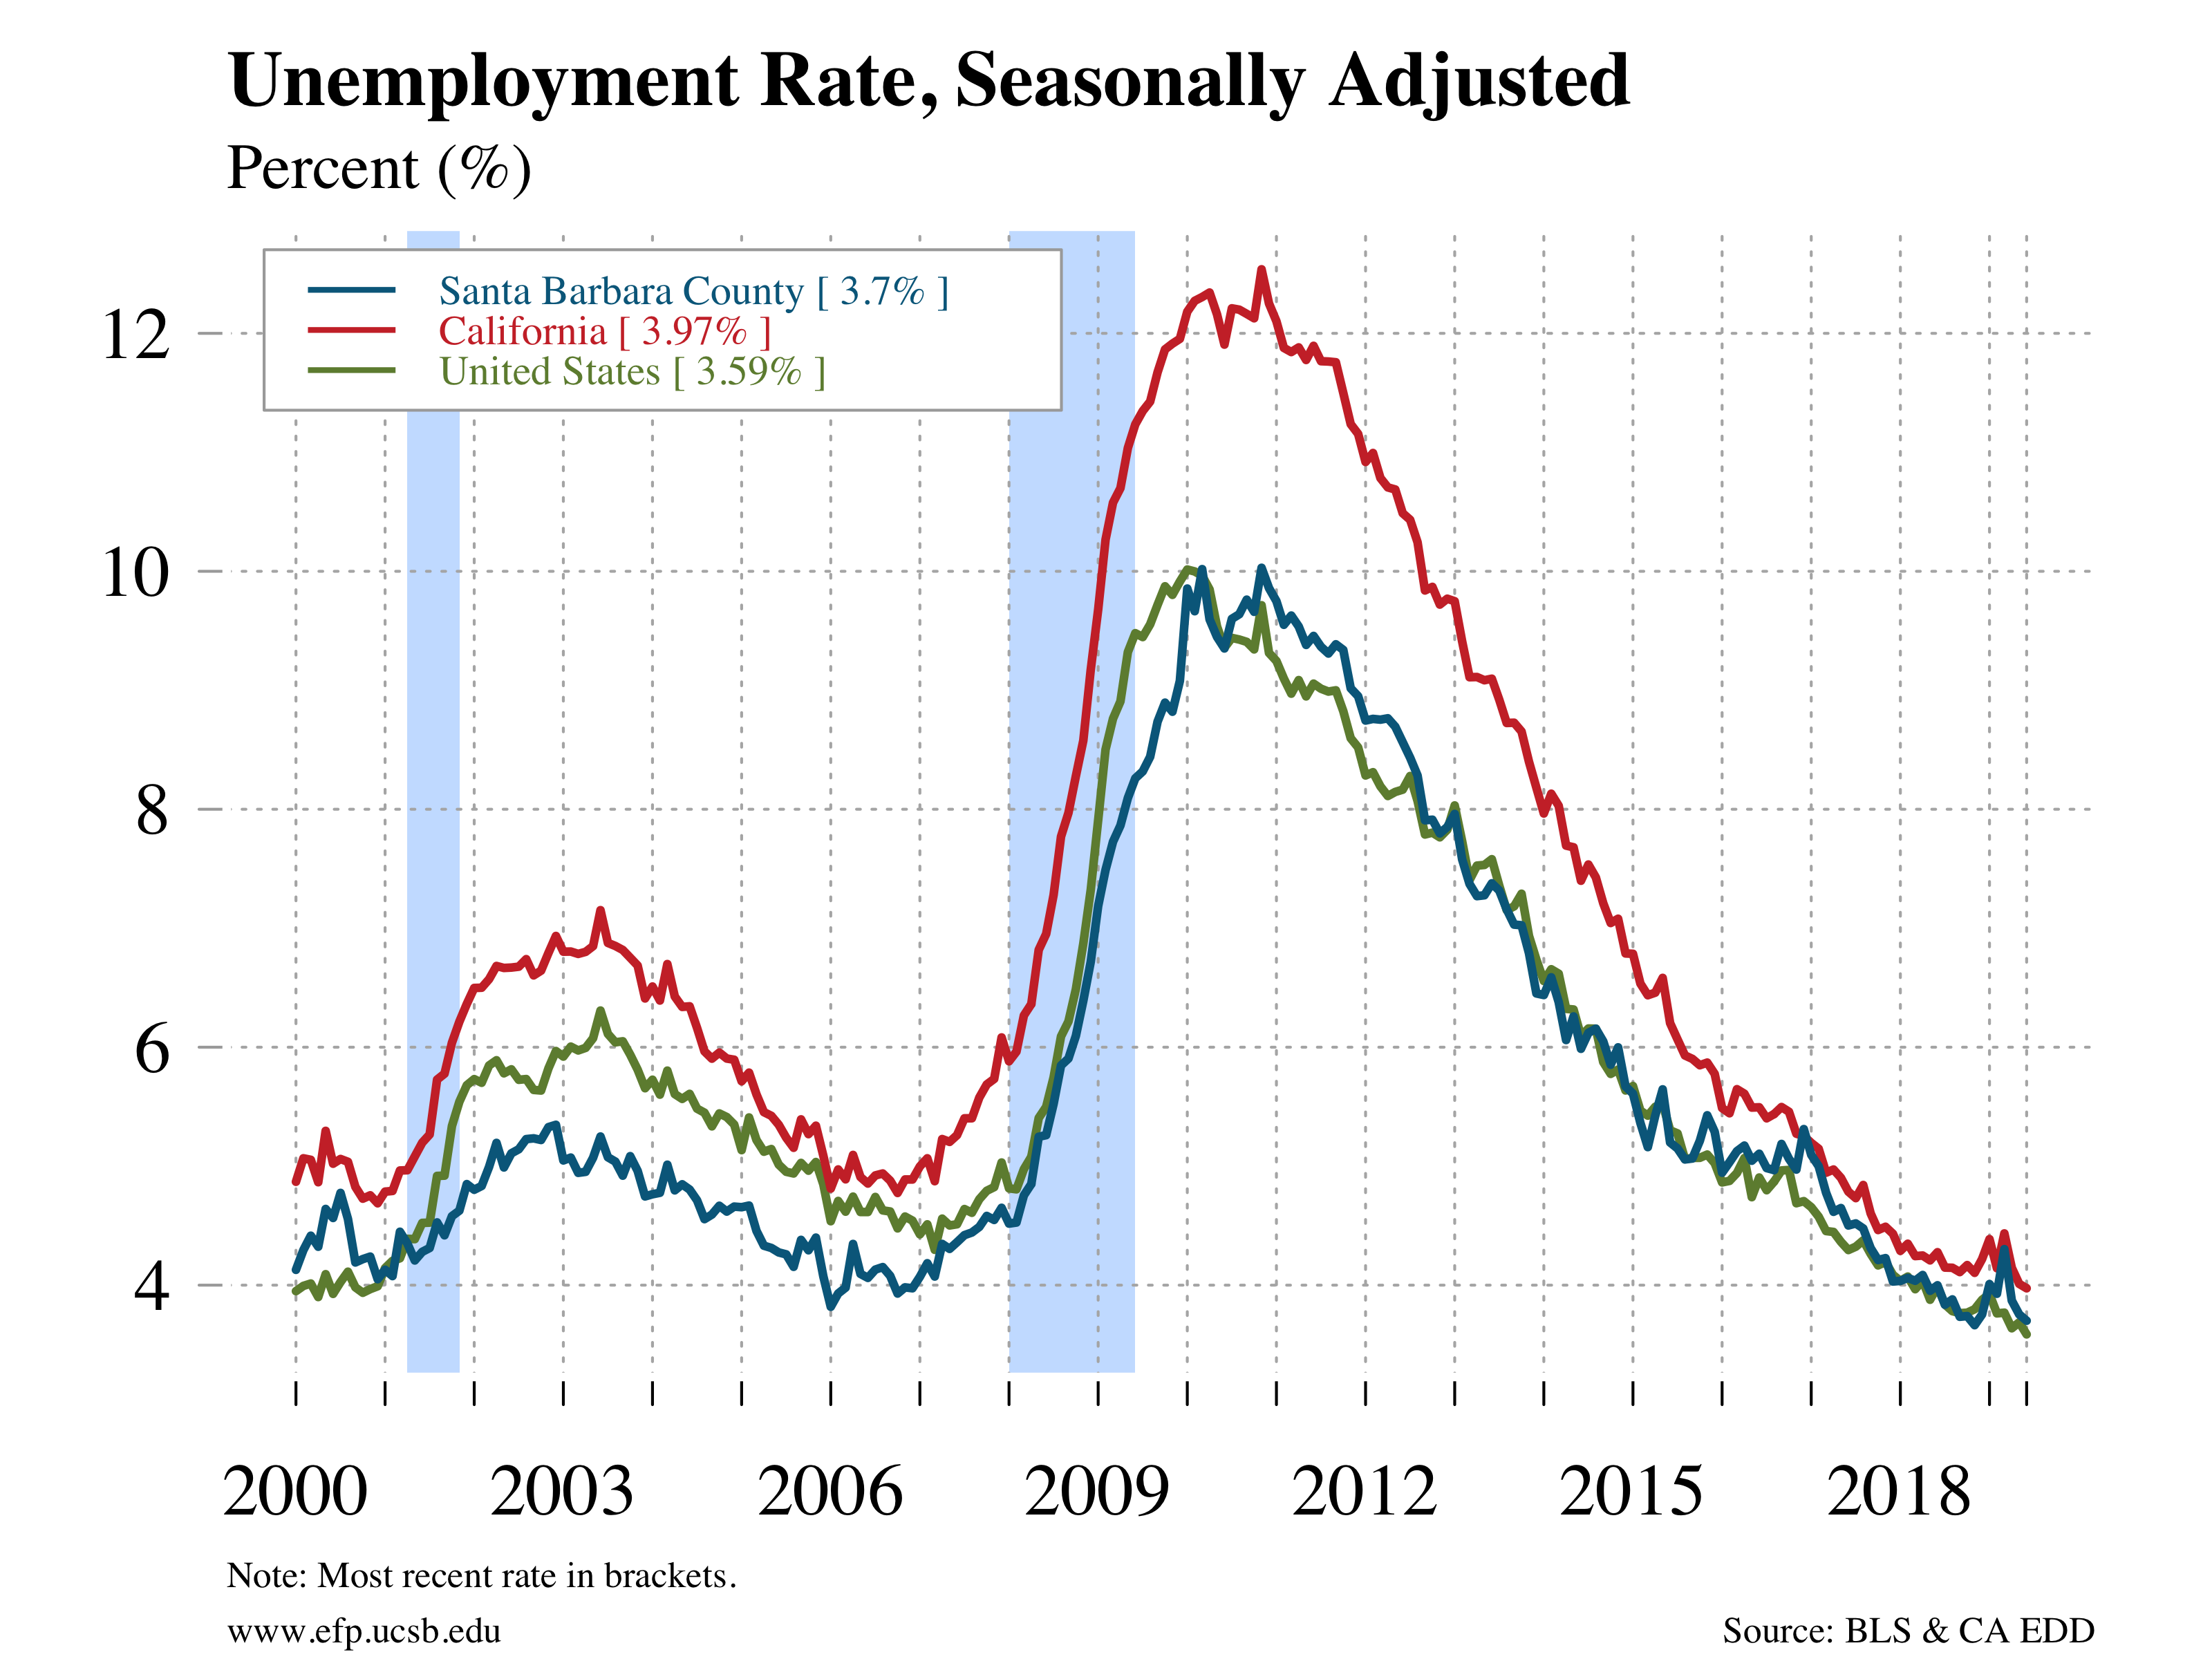 Unemployment Rate, Seasonally Adjusted
Percent (%)
Santa Barbara County [ 3.7% ]
California [ 3.97% ]
United States [ 3.59% ]
12
10
8
6
4
2000 2003 2006 2009 2012 2015 2018
Note: Most recent rate in brackets.
www.efp.ucsb.edu Source: BLS & CA EDD